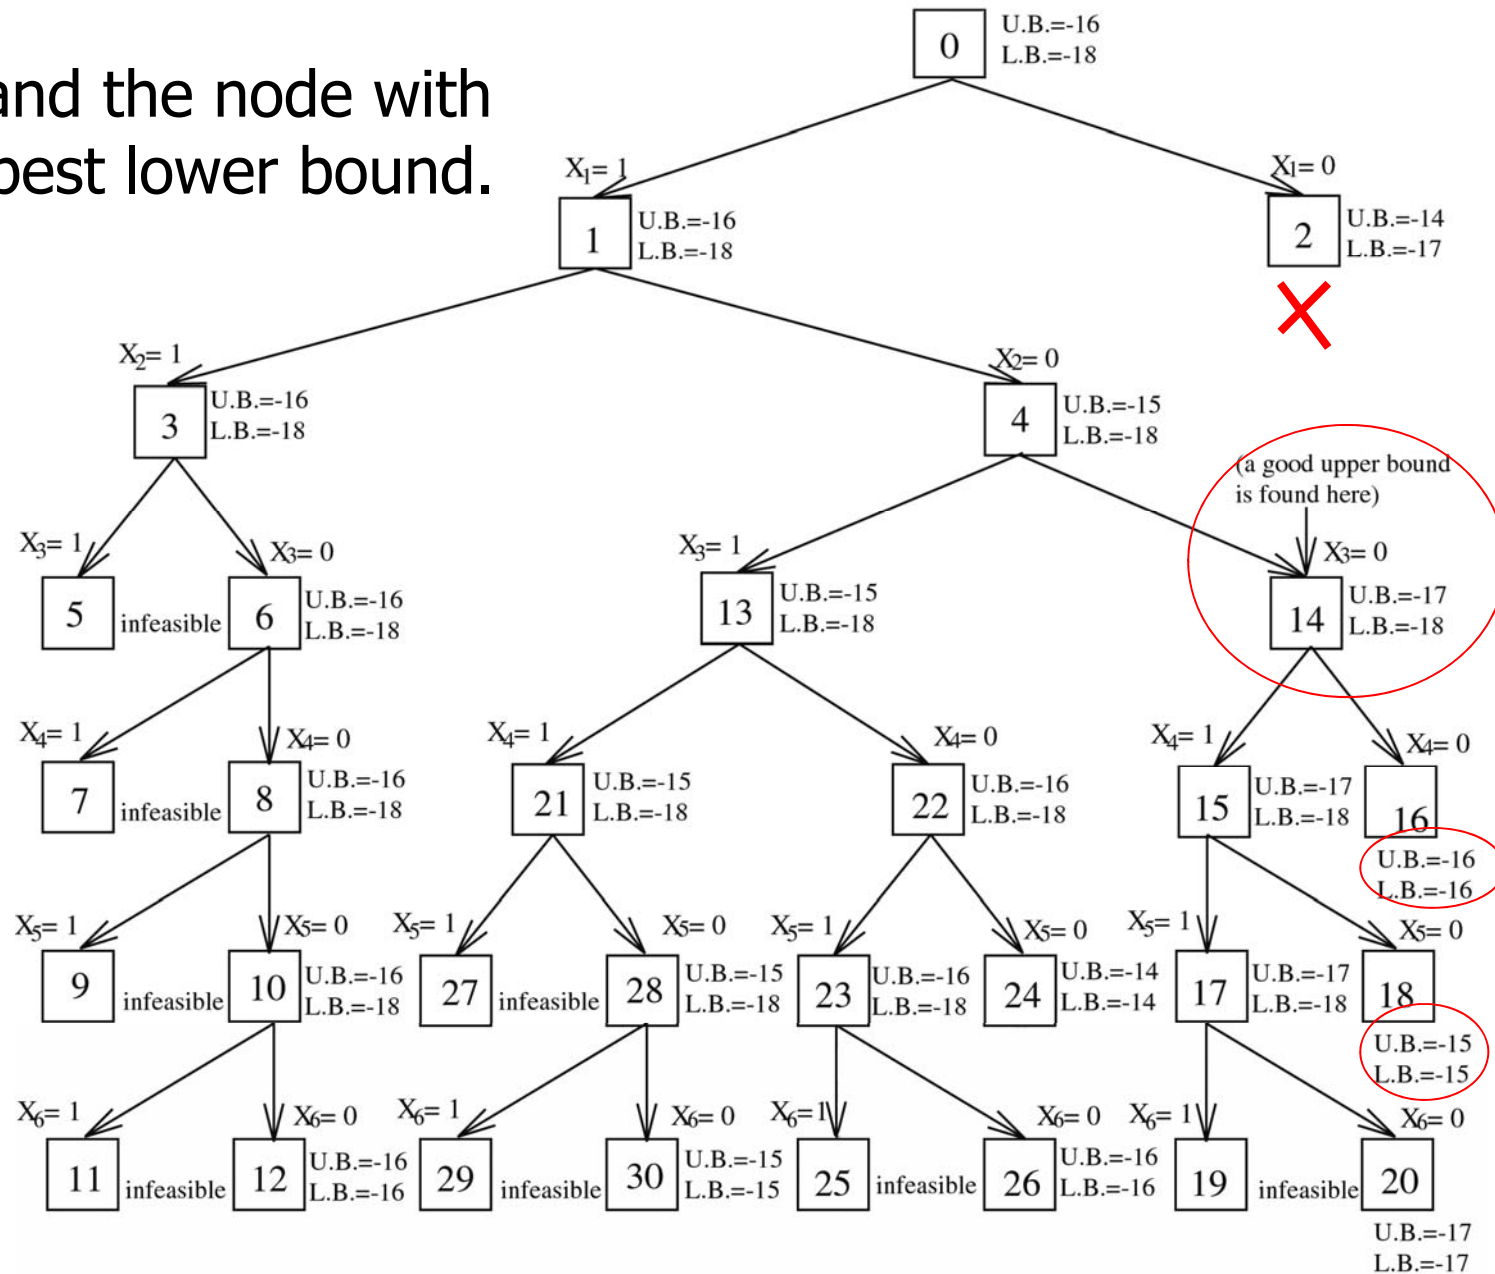 and the node with
best lower bound.
0
U.B.=-16
L.B.=-18
X1= 1
X1= 0
1
U.B.=-16
L.B.=-18
2
U.B.=-14
L.B.=-17
X2= 1
X2= 0
3
U.B.=-16
L.B.=-18
4
U.B.=-15
L.B.=-18
(a good upper bound
is found here)
X3= 1
X3= 0
X3= 1
X3= 0
5
infeasible
6
U.B.=-16
L.B.=-18
13
U.B.=-15
L.B.=-18
14
U.B.=-17
L.B.=-18
X4= 1
X4= 0
X4= 1
X4= 0
X4= 1
X4= 0
7
infeasible
8
U.B.=-16
L.B.=-18
21
U.B.=-15
L.B.=-18
22
U.B.=-16
L.B.=-18
15
U.B.=-17
L.B.=-18
16
U.B.=-16
L.B.=-16
X5= 1
X5= 0
X5= 1
X5= 0
X5= 1
X5= 0
X5= 1
X5= 0
9
infeasible
10
U.B.=-16
L.B.=-18
27
infeasible
28
U.B.=-15
L.B.=-18
23
U.B.=-16
L.B.=-18
24
U.B.=-14
L.B.=-14
17
U.B.=-17
L.B.=-18
18
U.B.=-15
L.B.=-15
X6= 1
X6= 0
X6= 1
X6= 0
X6=1
X6= 0
X6= 1
X6= 0
11
infeasible
12
U.B.=-16
L.B.=-16
29
infeasible
30
U.B.=-15
L.B.=-15
25
infeasible
26
U.B.=-16
L.B.=-16
19
infeasible
20
U.B.=-17
L.B.=-17